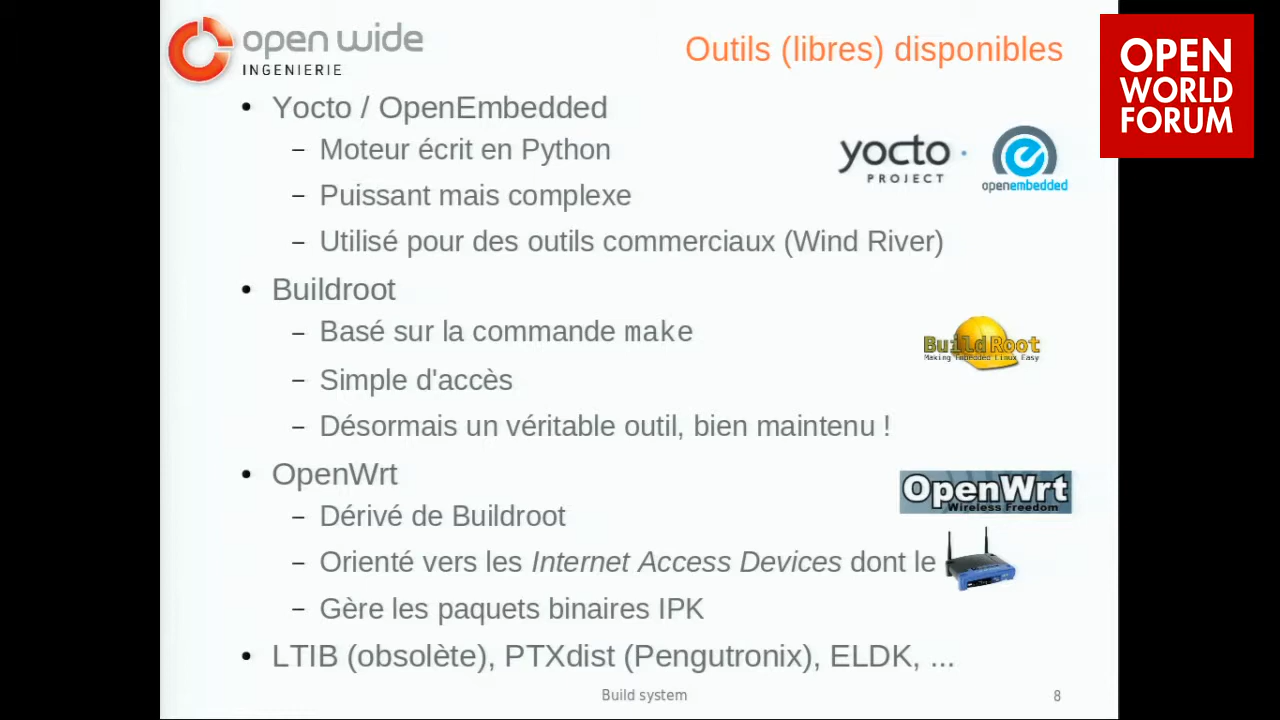 open wide
INGENIERIE
Outils (libres) disponibles
OPEN
WORLD
FORUM
• Yocto / OpenEmbedded
– Moteur écrit en Python
– Puissant mais complexe
– Utilisé pour des outils commerciaux (Wind River)
yocto
PROJECT
openembedded
• Buildroot
– Basé sur la commande make
– Simple d'accès
– Désormais un véritable outil, bien maintenu !
BuildRoot
Making Embedded Linux Easy
• OpenWrt
– Dérivé de Buildroot
– Orienté vers les Internet Access Devices dont le
– Gère les paquets binaires IPK
OpenWrt
Wireless Freedom
• LTIB (obsolète), PTXdist (Pengutronix), ELDK, ...
Build system
8